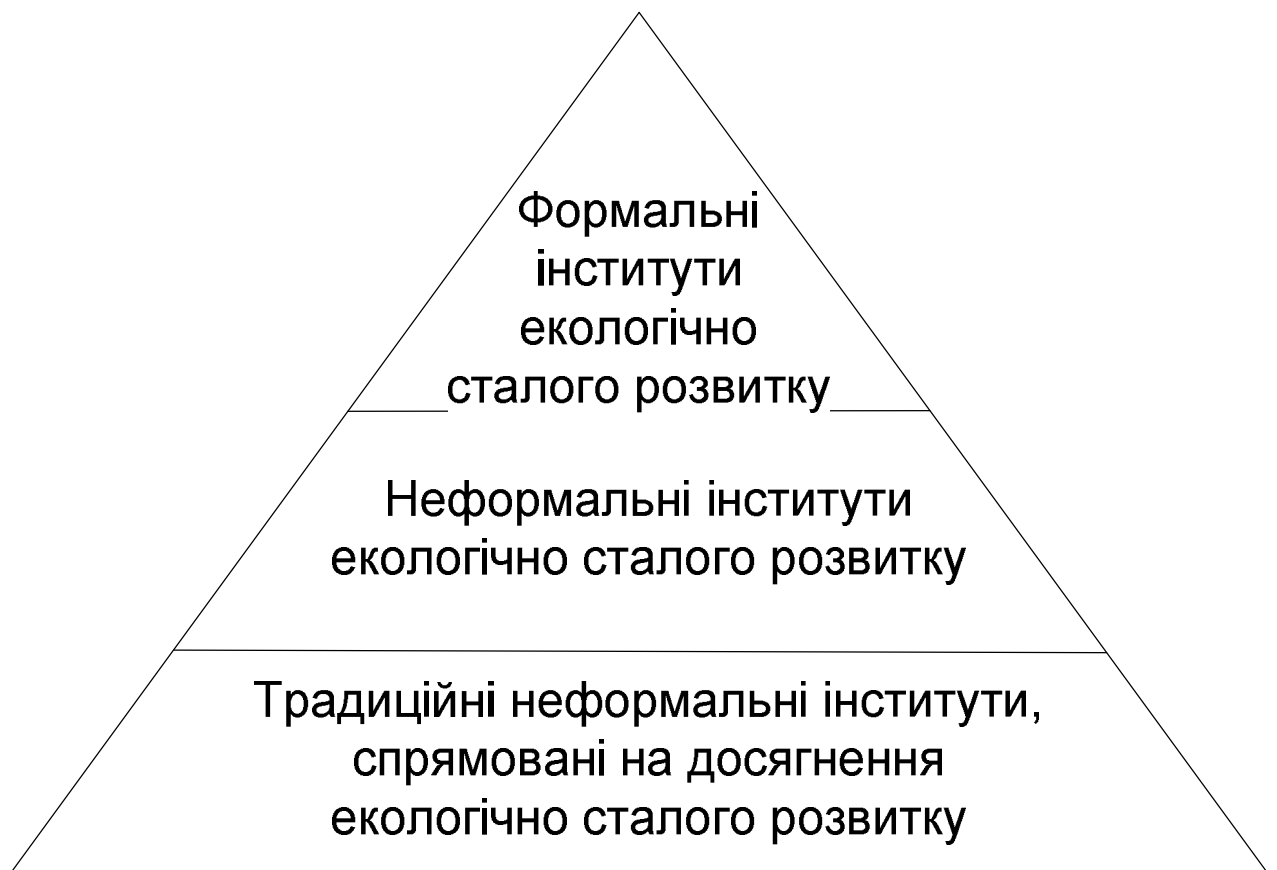 Формальні
інститути
екологічно
сталого розвитку
Неформальні інститути
екологічно сталого розвитку
Традиційні неформальні інститути,
спрямовані на досягнення
екологічно сталого розвитку